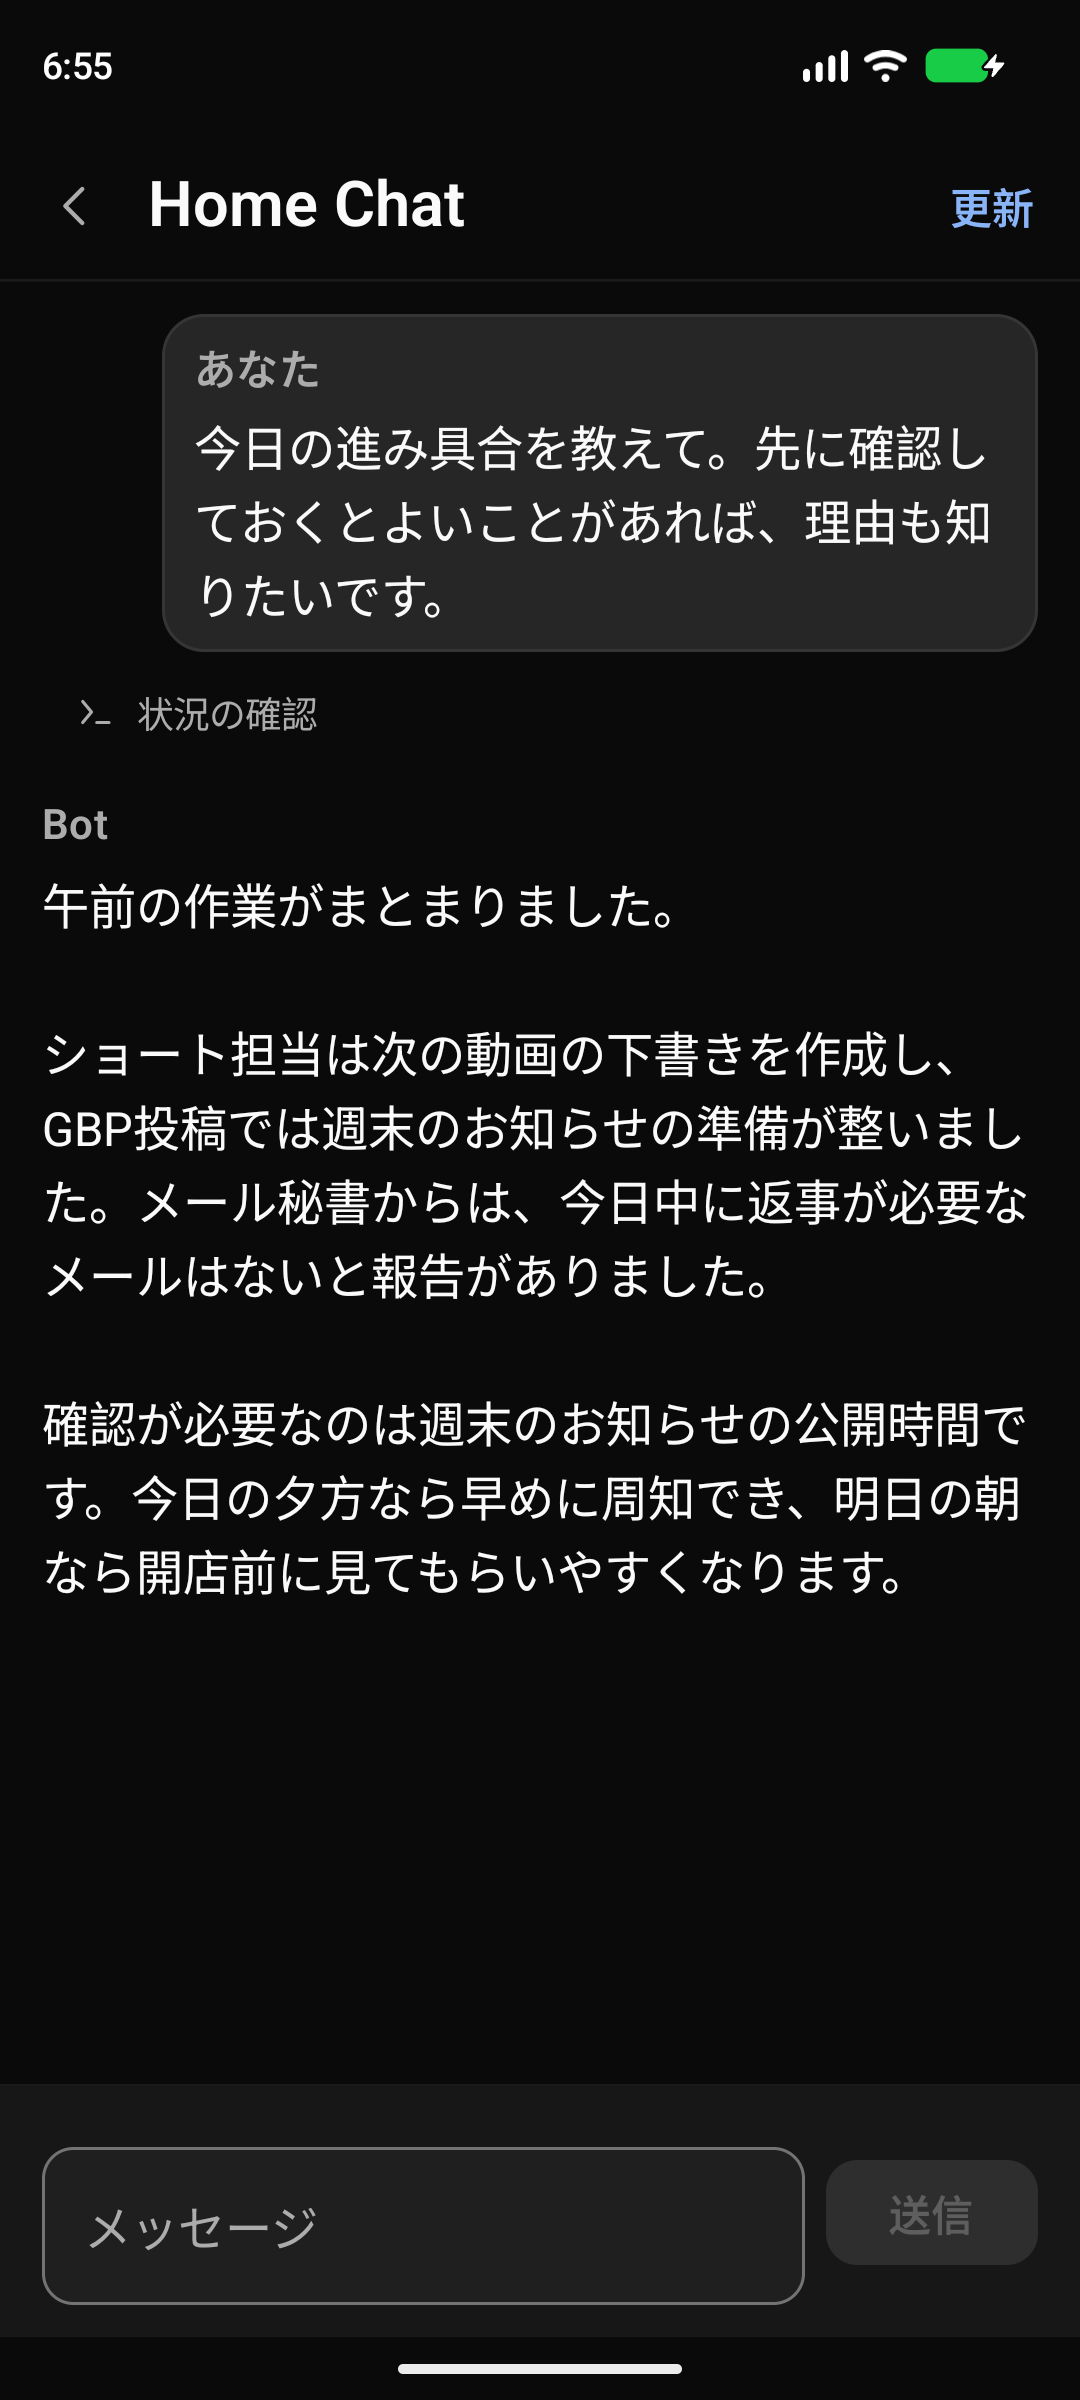 6:55
Home Chat
更新
あなた
今日の進み具合を教えて。先に確認し
ておくとよいことがあれば、理由も知
りたいです。
状況の確認
Bot
午前の作業がまとまりました。
ショート担当は次の動画の下書きを作成し、
GBP投稿では週末のお知らせの準備が整いまし
た。メール秘書からは、今日中に返事が必要な
メールはないと報告がありました。
確認が必要なのは週末のお知らせの公開時間で
す。今日の夕方なら早めに周知でき、明日の朝
なら開店前に見てもらいやすくなります。
メッセージ
送信